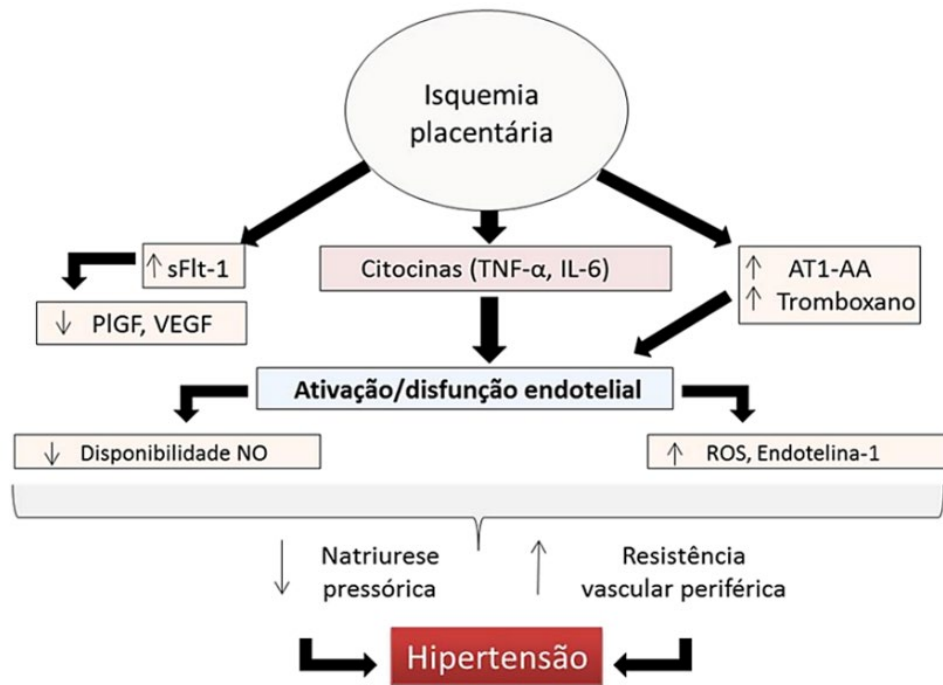 Isquemia
placentária
↑ sFlt-1
Citocinas (TNF-α, IL-6)
↑ AT1-AA
↑ Tromboxano
↓ PlGF, VEGF
Ativação/disfunção endotelial
↓ Disponibilidade NO
↑ ROS, Endotelina-1
↓ Natriurese
pressórica
↑ Resistência
vascular periférica
Hipertensão